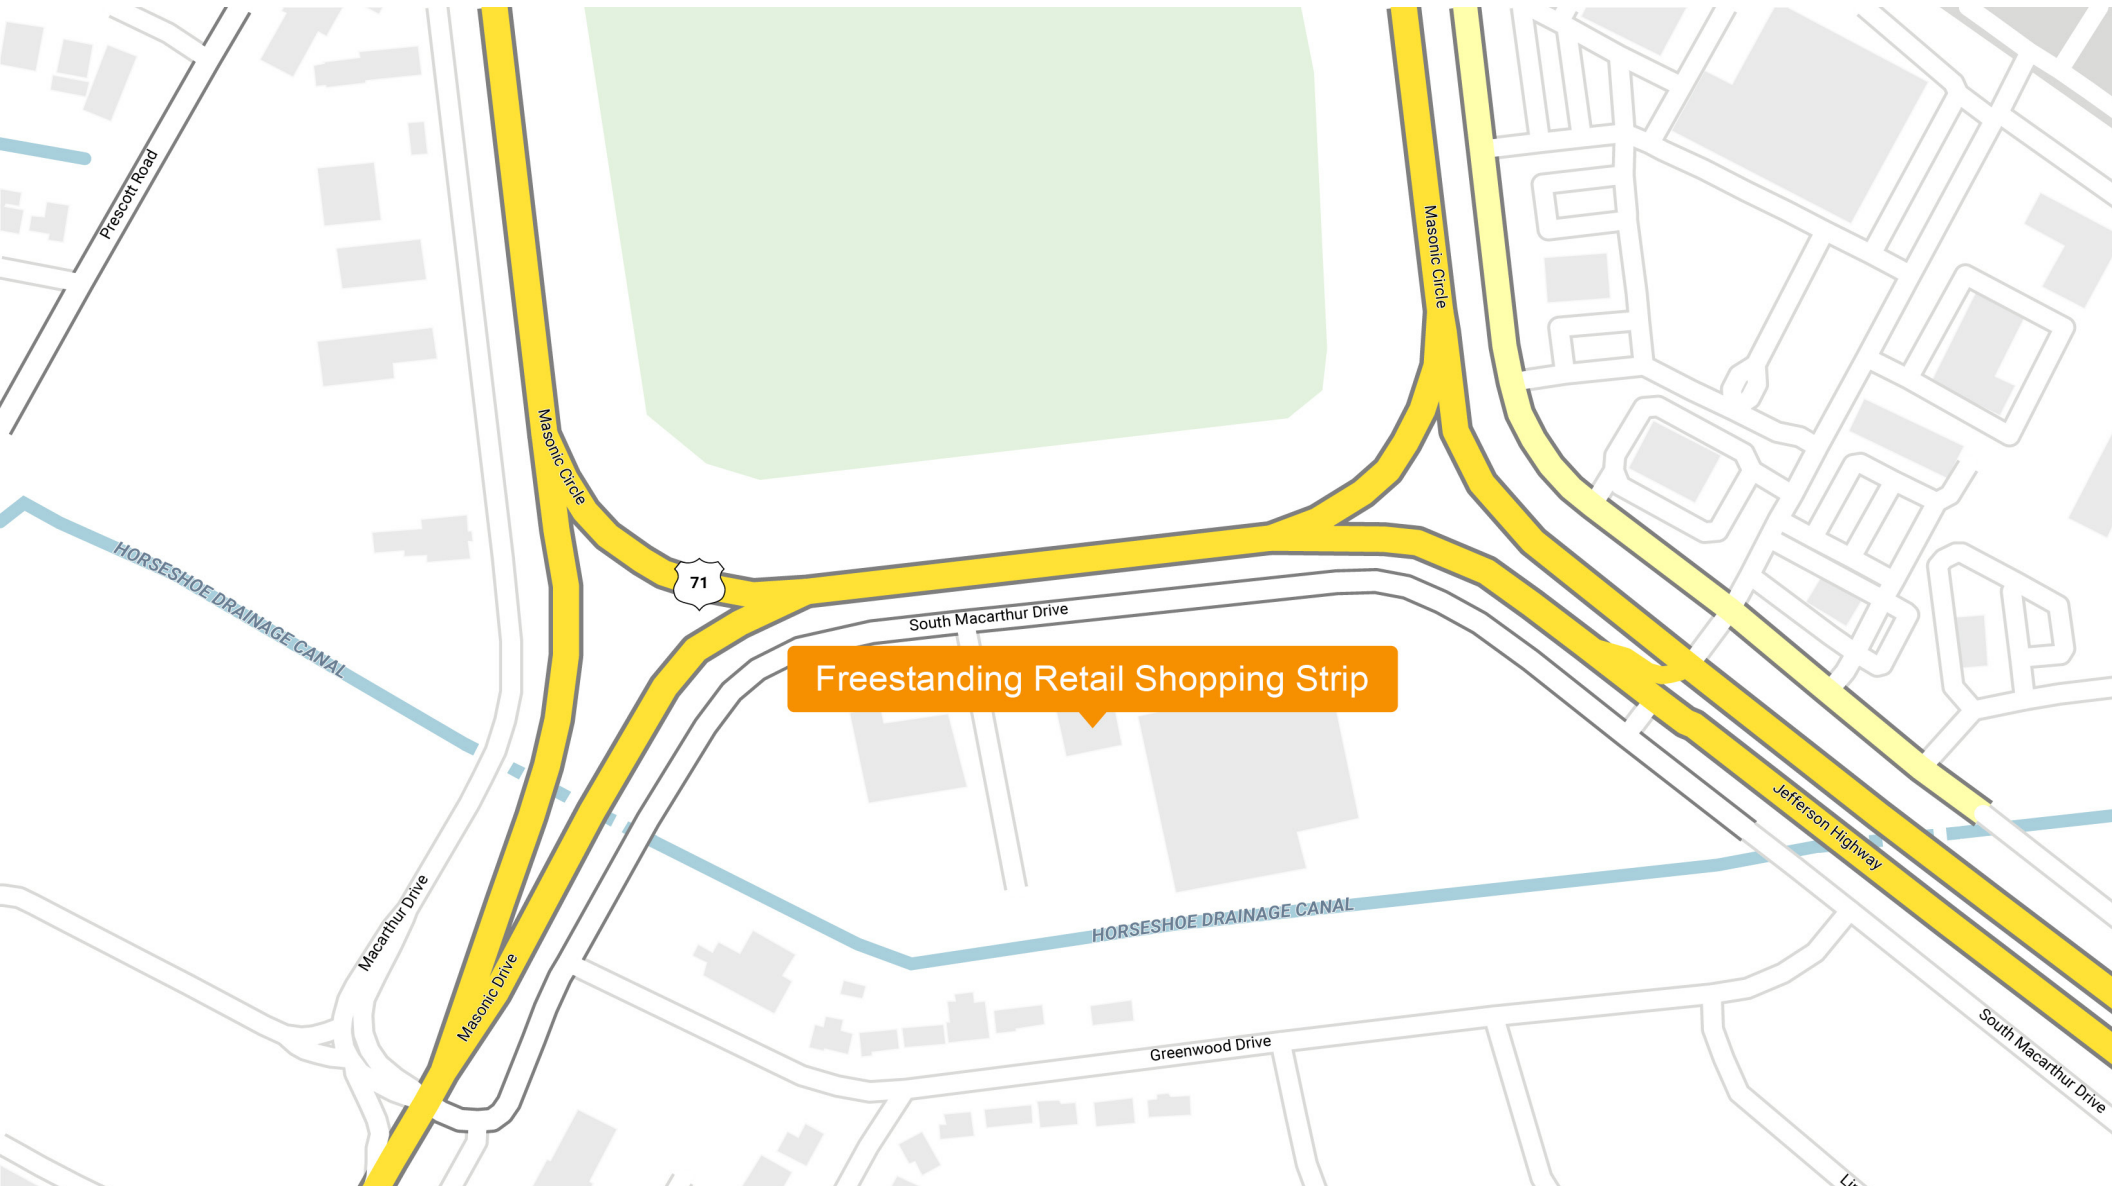 Prescott Road
Masonic Circle
Masonic Circle
HORSESHOE DRAINAGE CANAL
71
South Macarthur Drive
Freestanding Retail Shopping Strip
Jefferson Highway
Macarthur Drive
HORSESHOE DRAINAGE CANAL
Masonic Drive
Greenwood Drive
South Macarthur Drive